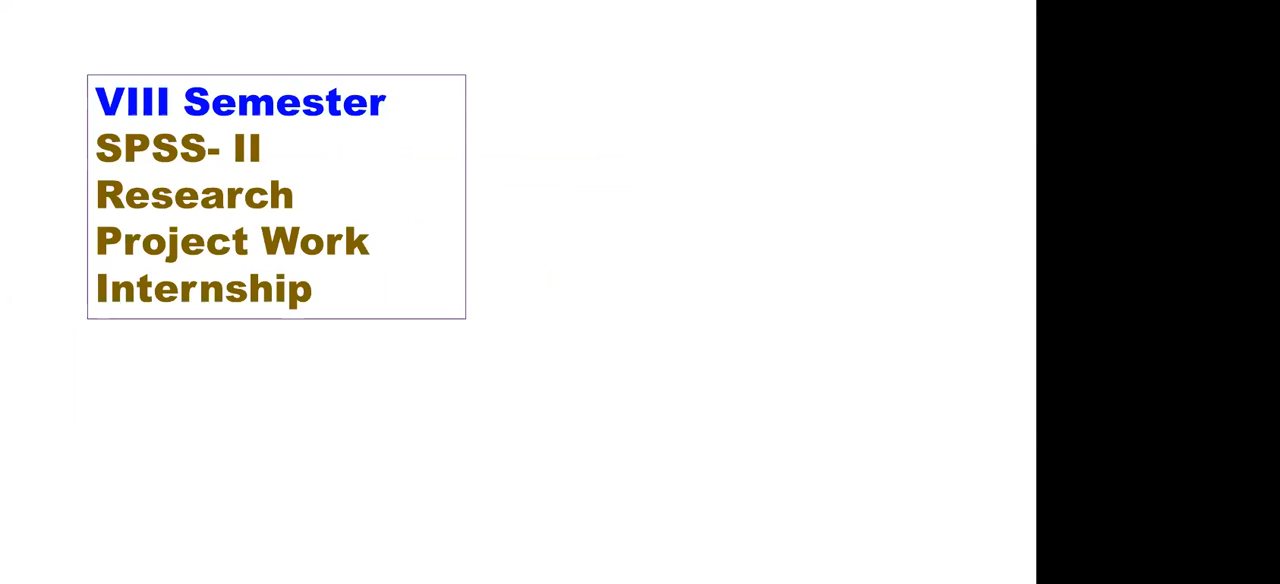 VIII Semester
SPSS- II
Research
Project Work
Internship